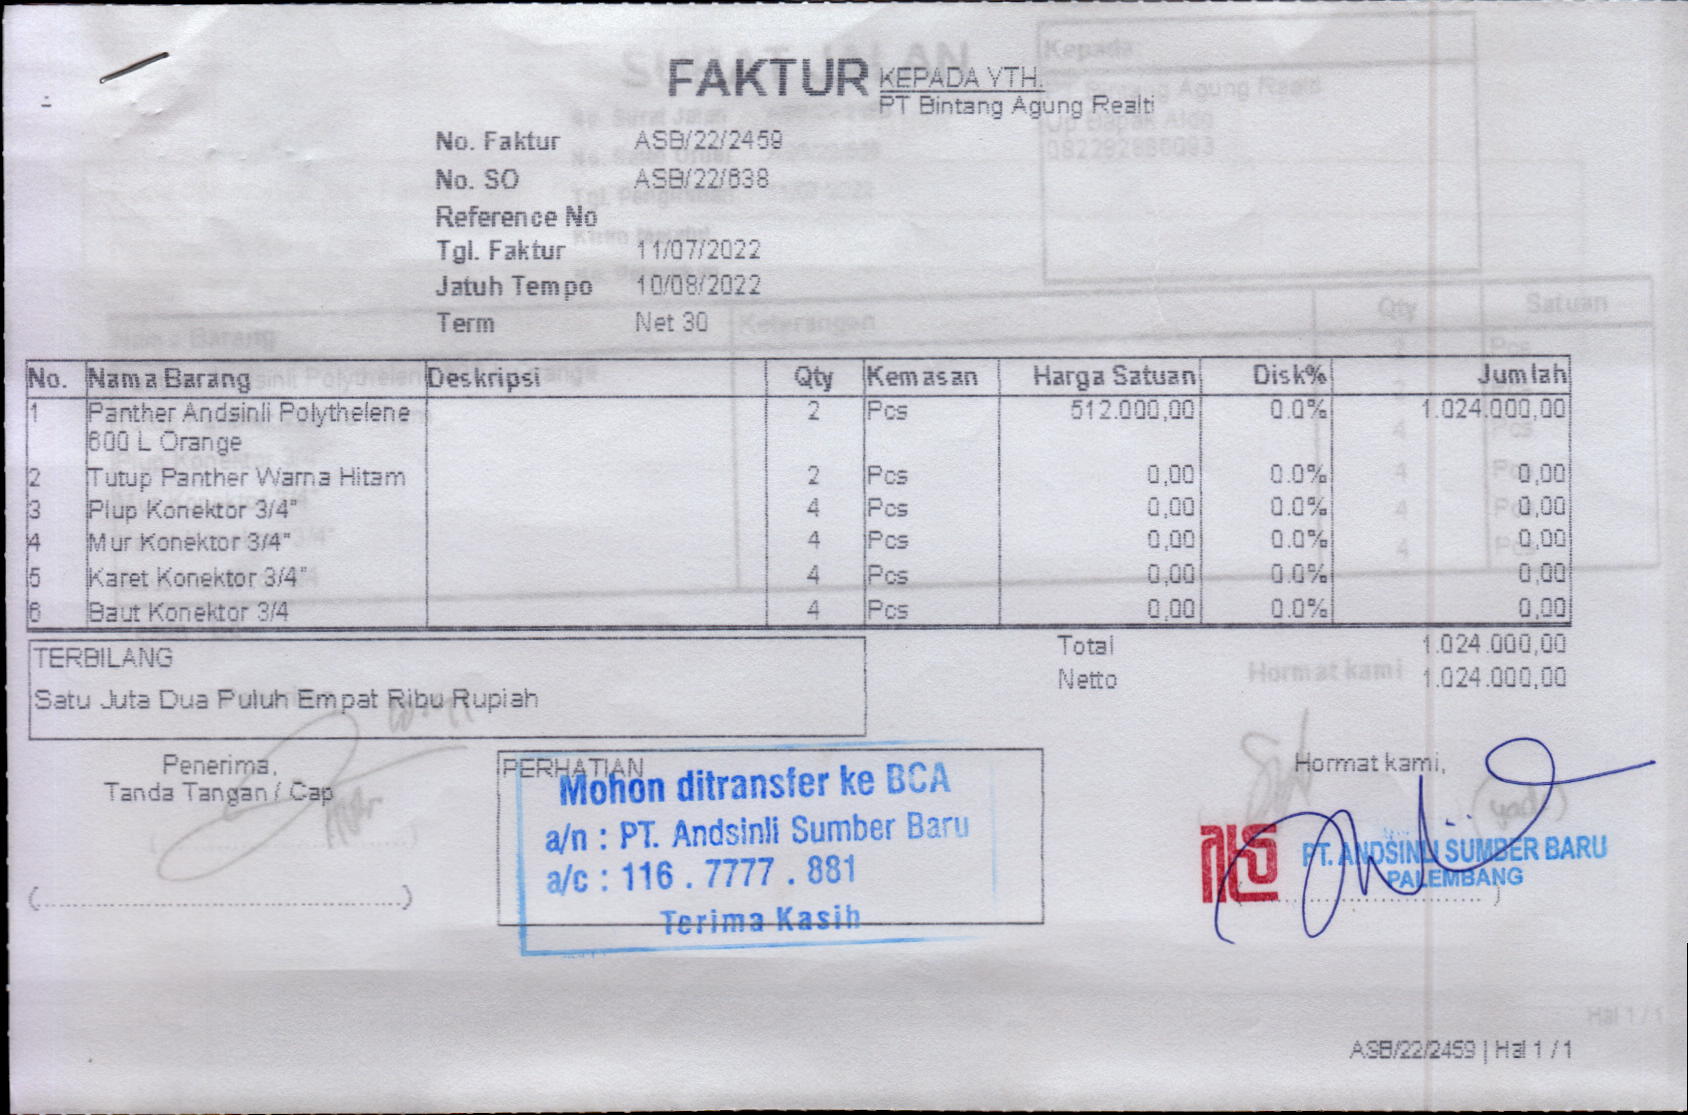 FAKTUR
KEPADA YTH.
PT Bintang Agung Realti
No. Faktur ASB/22/2459
No. SO ASB/22/638
Reference No
Tgl. Faktur 11/07/2022
Jatuh Tempo 10/08/2022
Term Net 30
No. Nama Barang Deskripsi Qty Kemasan Harga Satuan Disk% Jumlah
1 Panther Andsinli Polythelene 2 Pcs 512.000,00 0.0% 1.024.000,00
600 L Orange
2 Tutup Panther Warna Hitam 2 Pcs 0,00 0.0% 0,00
3 Plup Konektor 3/4" 4 Pcs 0,00 0.0% 0,00
4 Mur Konektor 3/4" 4 Pcs 0,00 0.0% 0,00
5 Karet Konektor 3/4" 4 Pcs 0,00 0.0% 0,00
6 Baut Konektor 3/4 4 Pcs 0,00 0.0% 0,00
Total 1.024.000,00
Netto 1.024.000,00
TERBILANG
Satu Juta Dua Puluh Empat Ribu Rupiah
Penerima,
Tanda Tangan / Cap
(..............................................)
PERHATIAN
Mohon ditransfer ke BCA
a/n : PT. Andsinli Sumber Baru
a/c : 116 . 7777 . 881
Terima Kasih
Hormat kami,
PT. ANDSINLI SUMBER BARU
PALEMBANG
ASB/22/2459 | Hal 1 / 1